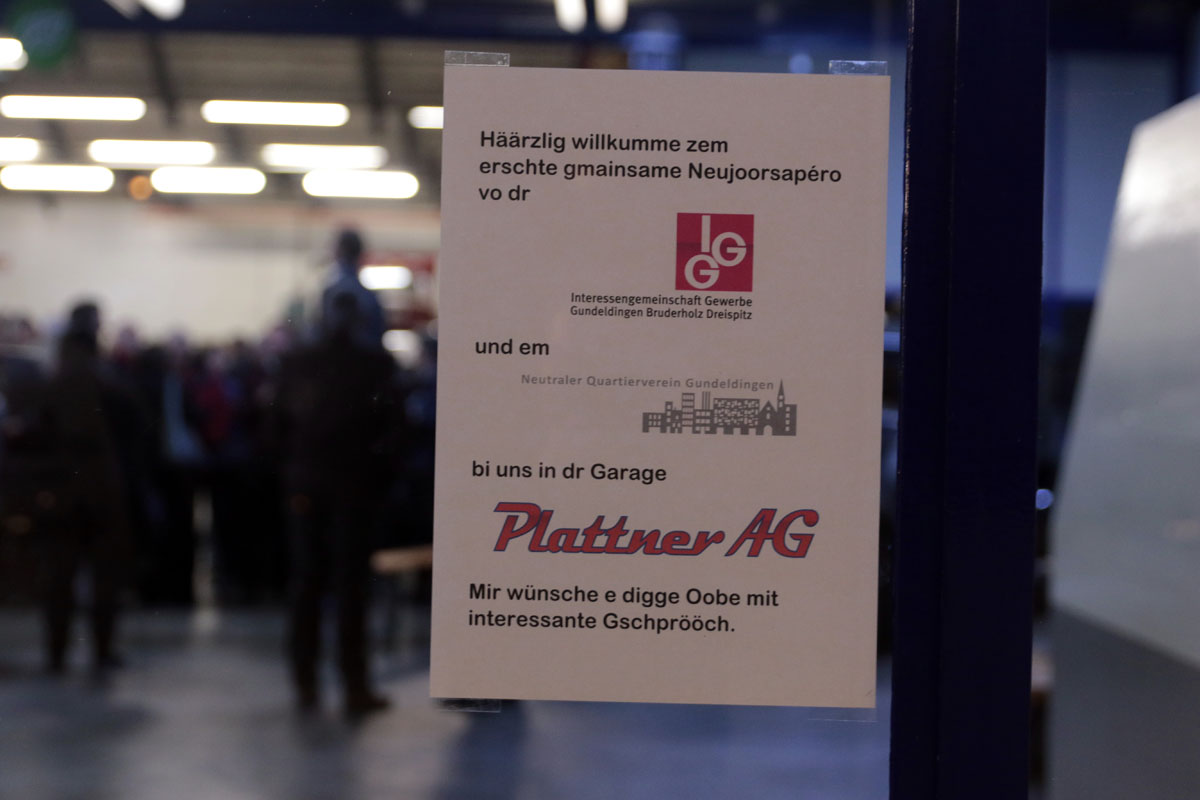 Häärzlig willkumme zem
erschte gmainsame Neujoorsapéro
vo dr
IGG
Interessengemeinschaft Gewerbe
Gundeldingen Bruderholz Dreispitz
und em
Neutraler Quartierverein Gundeldingen
bi uns in dr Garage
Plattner AG
Mir wünsche e digge Oobe mit
interessante Gschprööch.